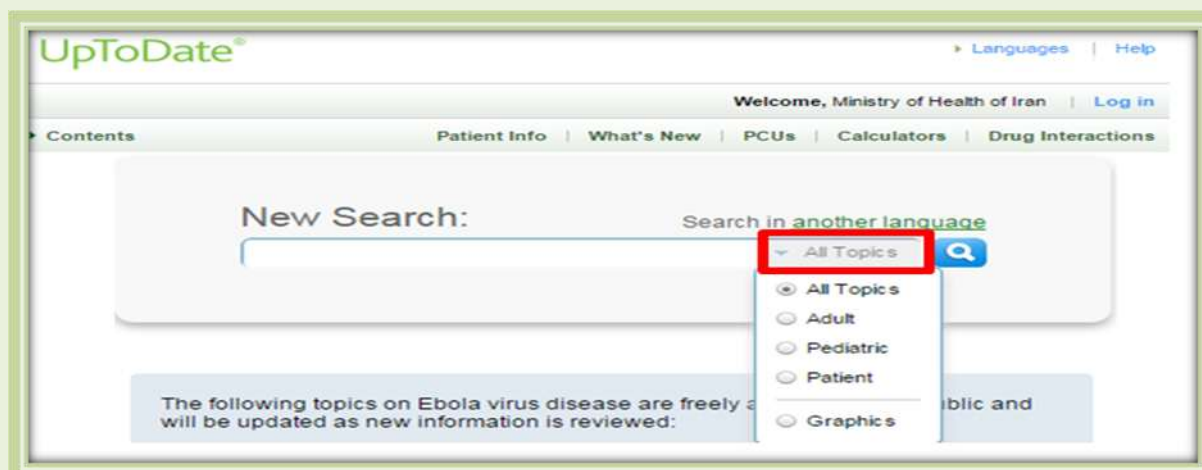 UpToDate®
Languages | Help
Welcome, Ministry of Health of Iran | Log in
Contents Patient Info | What's New | PCUs | Calculators | Drug Interactions
New Search: Search in another language
All Topics
All Topics
Adult
Pediatric
Patient
Graphics
The following topics on Ebola virus disease are freely a blic and
will be updated as new information is reviewed: